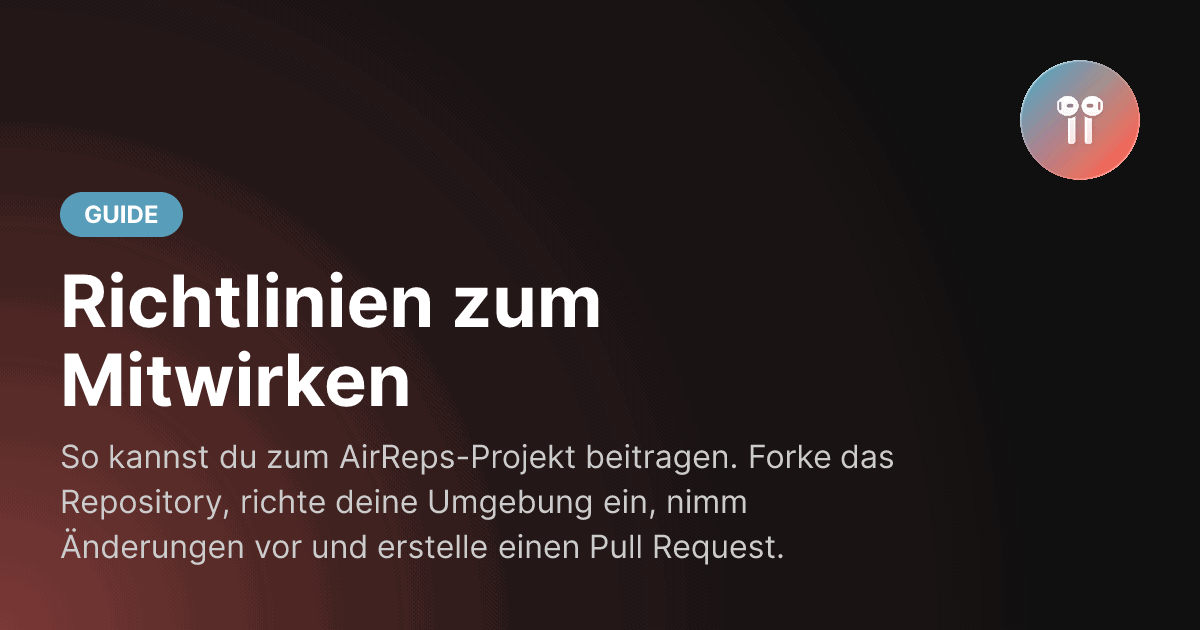 GUIDE
Richtlinien zum
Mitwirken
So kannst du zum AirReps-Projekt beitragen. Forke das
Repository, richte deine Umgebung ein, nimm
Änderungen vor und erstelle einen Pull Request.